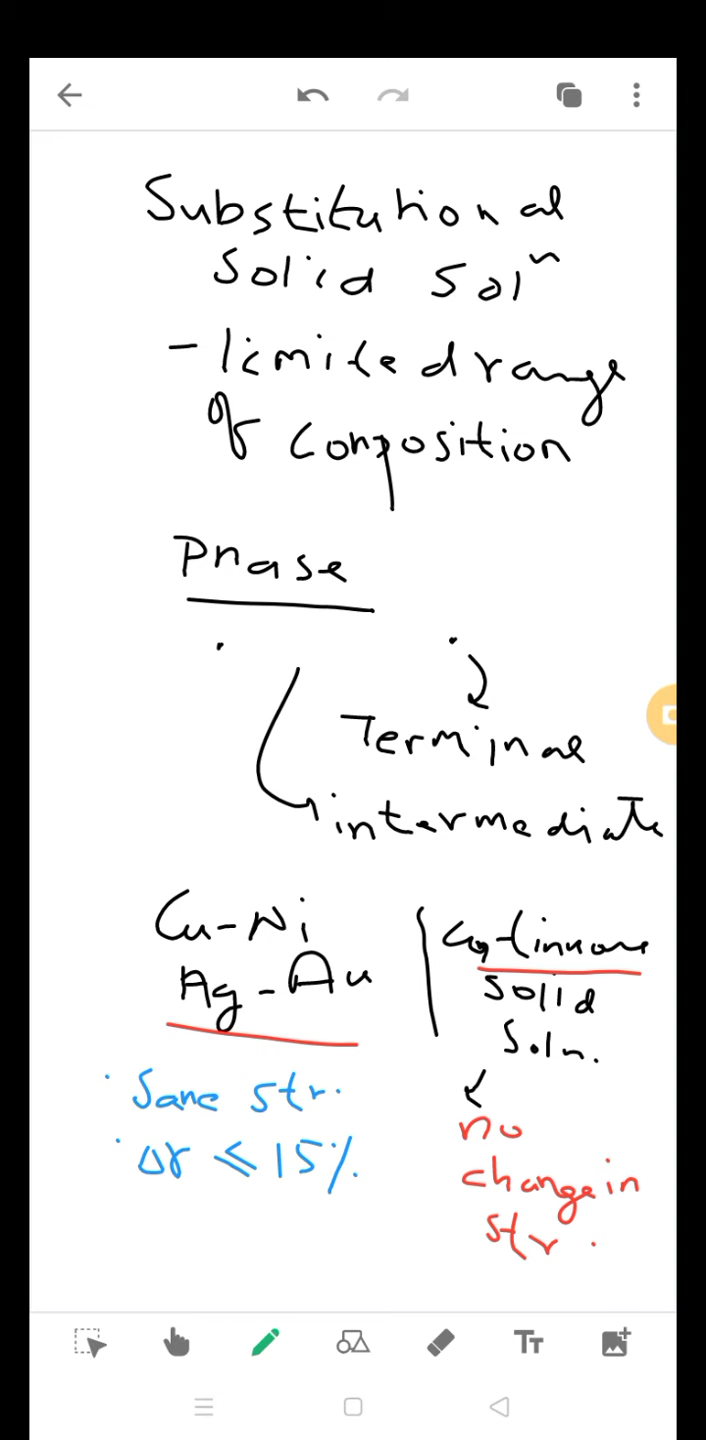 Substitutional
Solid Solⁿ
- limited range
of composition
Phase
Terminal
intermediate
Cu-Ni
Ag-Au
Continuous
Solid
Soln.
· Same str.
· Δr ≤ 15%
no
change in
str.
TT